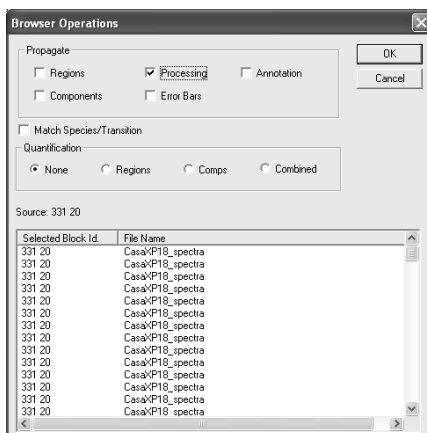 Browser Operations
Propagate
OK
Regions Processing Annotation
Cancel
Components Error Bars
Match Species/Transition
Quantification
None Regions Comps Combined
Source: 331 20
Selected Block Id. File Name
331 20 CasaXP18_spectra
331 20 CasaXP18_spectra
331 20 CasaXP18_spectra
331 20 CasaXP18_spectra
331 20 CasaXP18_spectra
331 20 CasaXP18_spectra
331 20 CasaXP18_spectra
331 20 CasaXP18_spectra
331 20 CasaXP18_spectra
331 20 CasaXP18_spectra
331 20 CasaXP18_spectra
331 20 CasaXP18_spectra
331 20 CasaXP18_spectra
331 20 CasaXP18_spectra